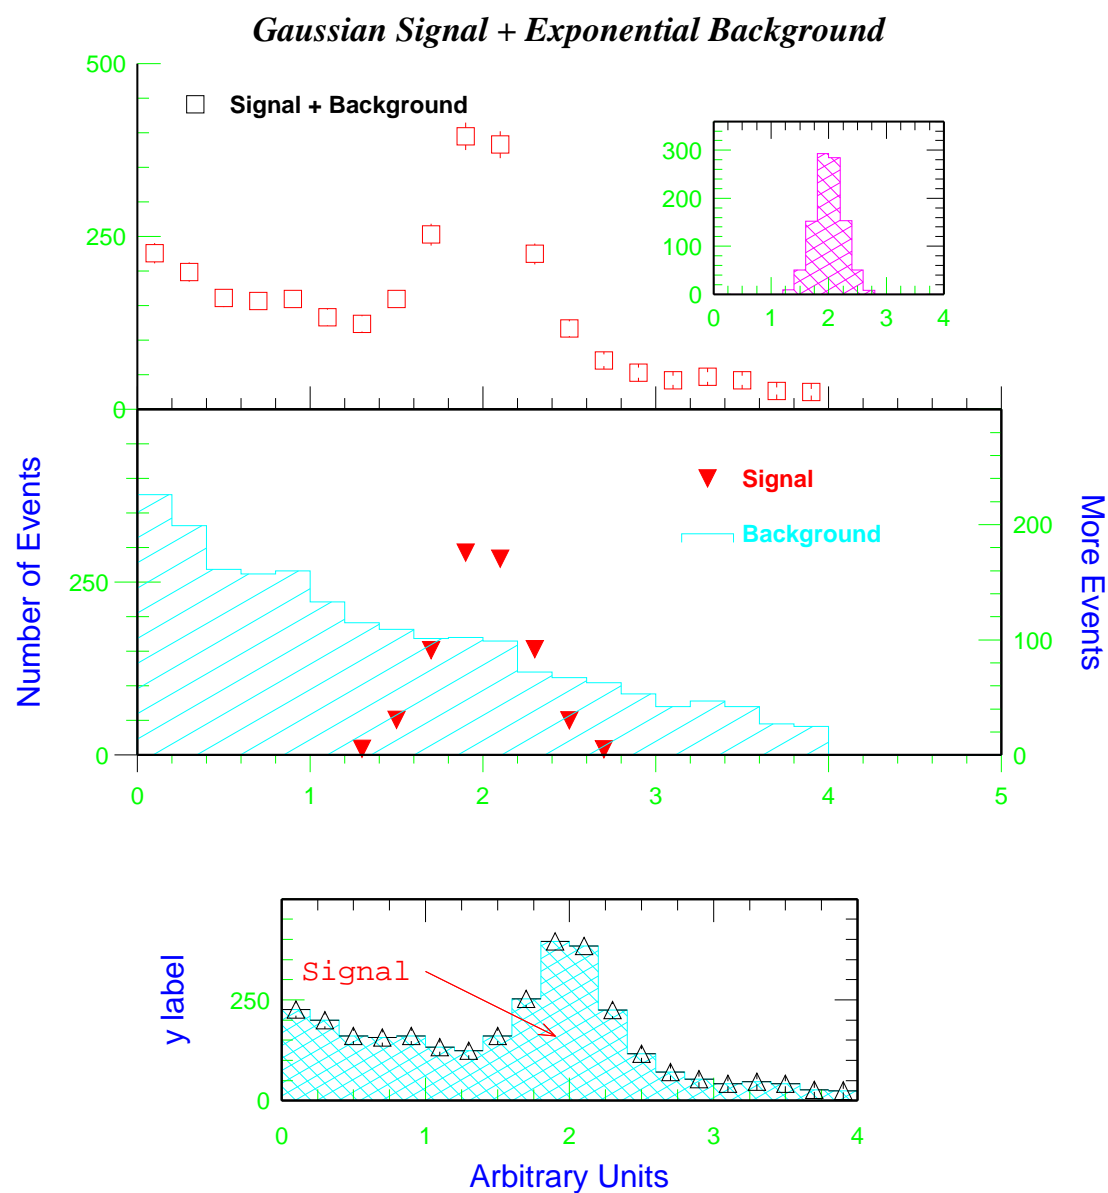 Gaussian Signal + Exponential Background
500
Signal + Background
250
0
300
200
100
0
0 1 2 3 4
Number of Events
250
0
Signal
Background
200
100
0
More Events
0 1 2 3 4 5
y label
250
0
Signal
0 1 2 3 4
Arbitrary Units